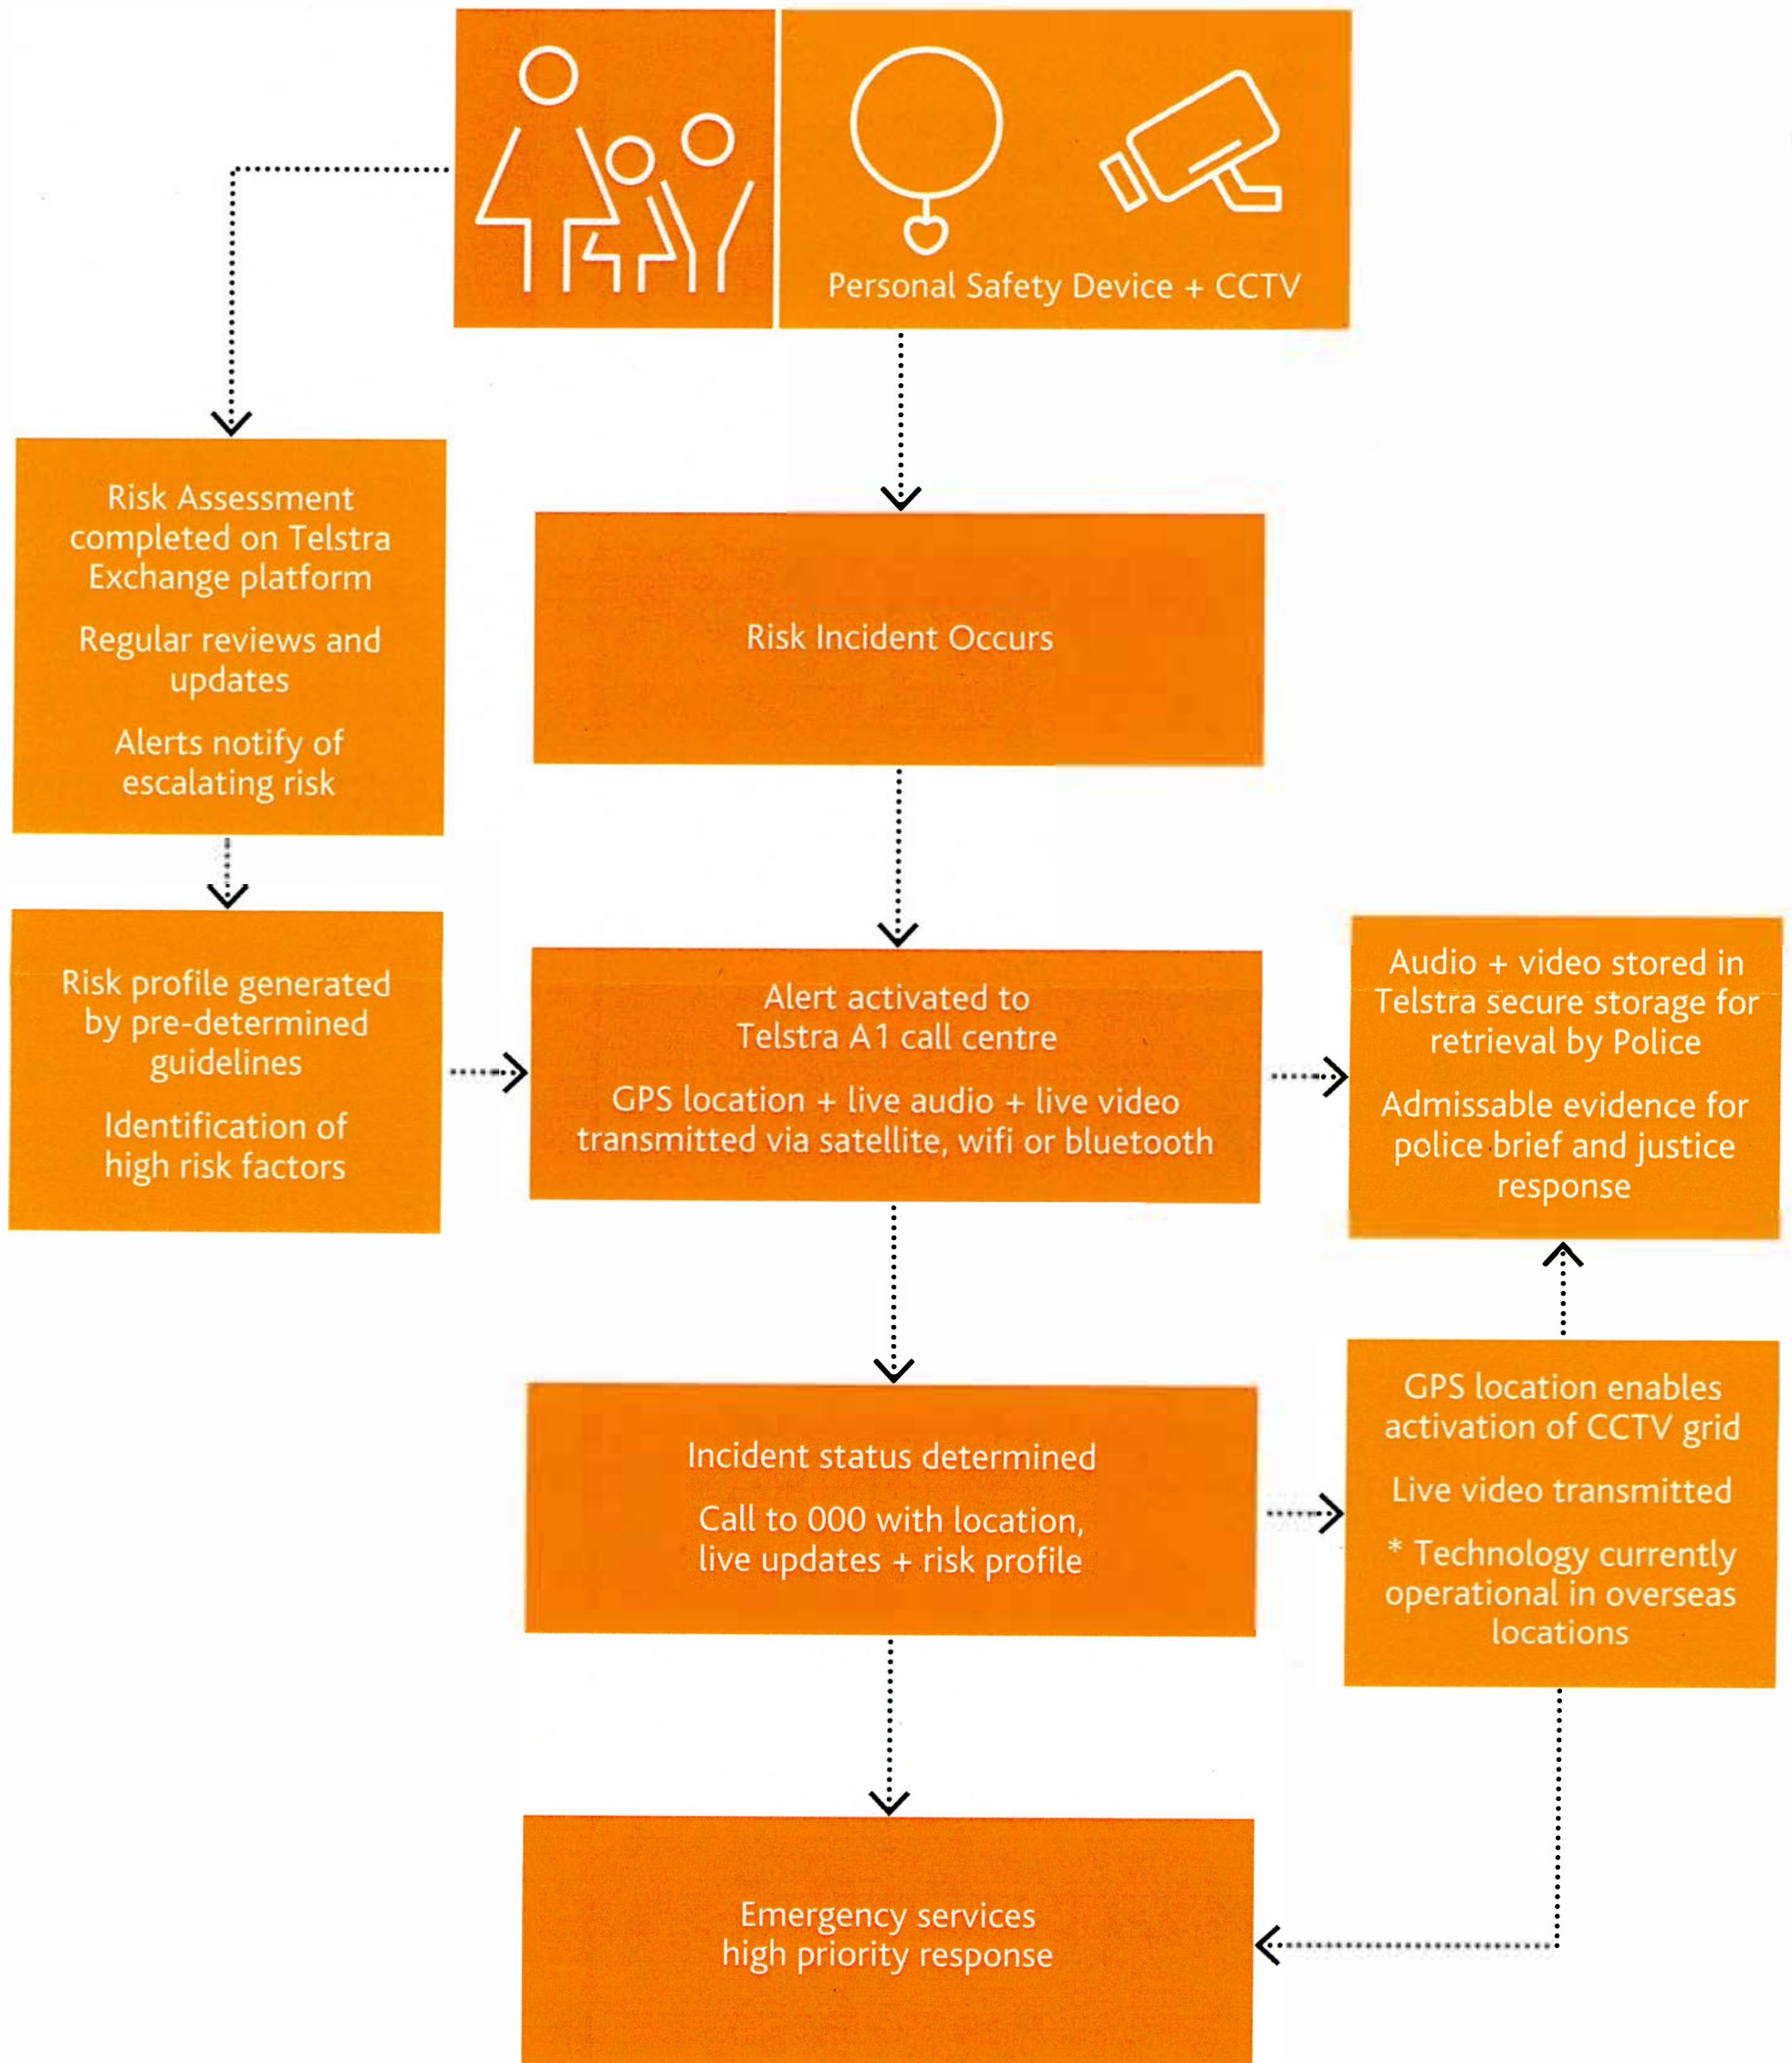 Personal Safety Device + CCTV
Risk Assessment
completed on Telstra
Exchange platform
Regular reviews and
updates
Alerts notify of
escalating risk
Risk Incident Occurs
Risk profile generated
by pre-determined
guidelines
Identification of
high risk factors
Alert activated to
Telstra A1 call centre
GPS location + live audio + live video
transmitted via satellite, wifi or bluetooth
Audio + video stored in
Telstra secure storage for
retrieval by Police
Admissable evidence for
police brief and justice
response
Incident status determined
Call to 000 with location,
live updates + risk profile
GPS location enables
activation of CCTV grid
Live video transmitted
* Technology currently
operational in overseas
locations
Emergency services
high priority response